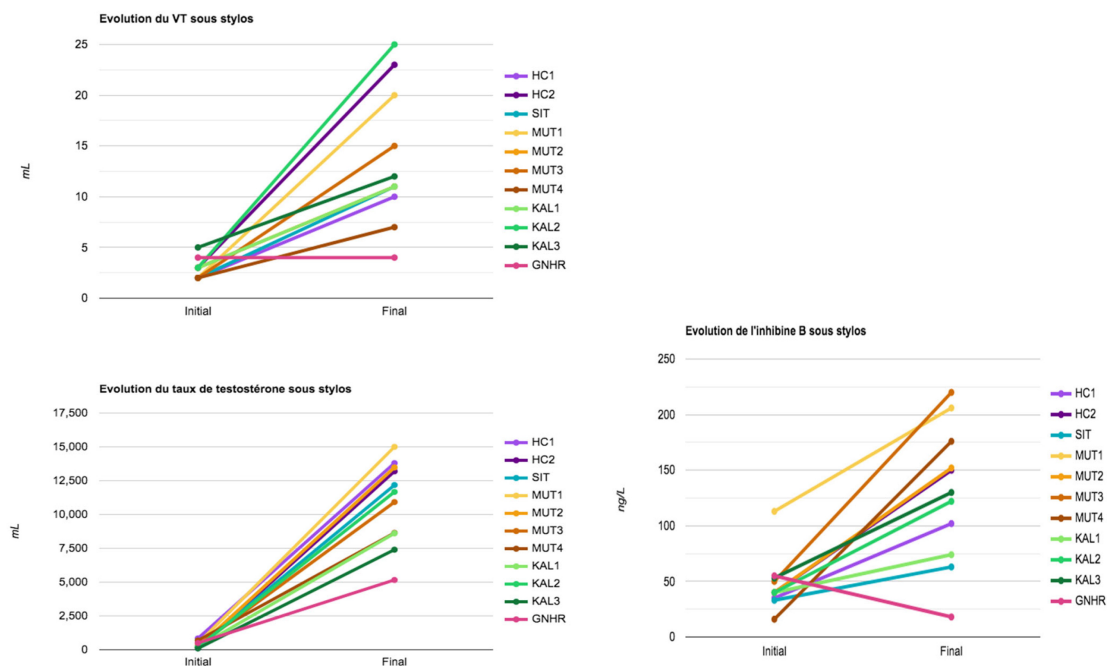 Evolution du VT sous stylos
25
20
15
10
5
0
mL
Initial
Final
HC1
HC2
SIT
MUT1
MUT2
MUT3
MUT4
KAL1
KAL2
KAL3
GNHR
Evolution du taux de testostérone sous stylos
17,500
15,000
12,500
10,000
7,500
5,000
2,500
0
mL
Initial
Final
HC1
HC2
SIT
MUT1
MUT2
MUT3
MUT4
KAL1
KAL2
KAL3
GNHR
Evolution de l'inhibine B sous stylos
250
200
150
100
50
0
ng/L
Initial
Final
HC1
HC2
SIT
MUT1
MUT2
MUT3
MUT4
KAL1
KAL2
KAL3
GNHR